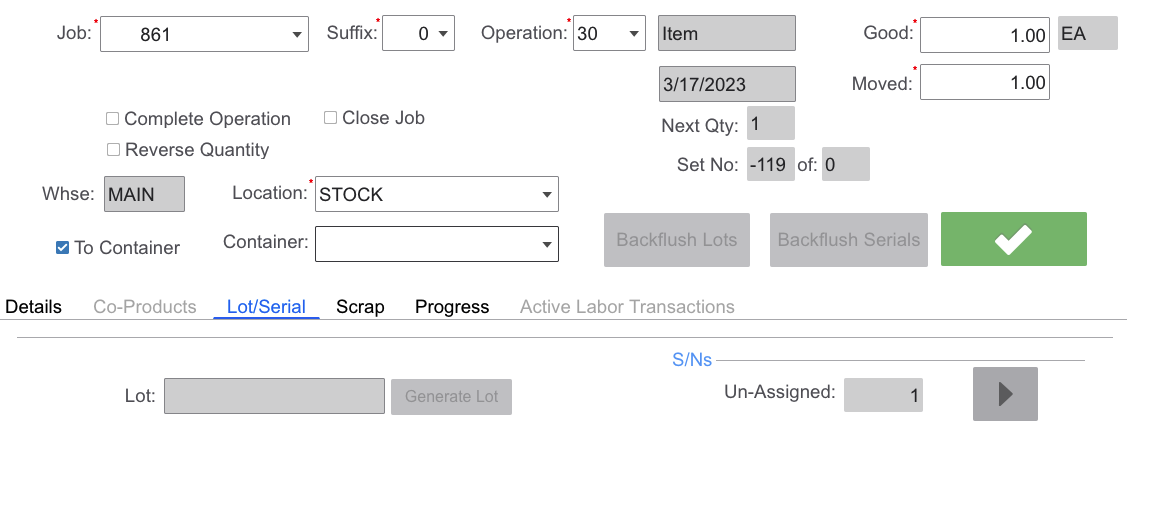 Job:* 861 Suffix:* 0 Operation:* 30 Item Good:* 1.00 EA
3/17/2023 Moved:* 1.00
Complete Operation Close Job Next Qty: 1
Reverse Quantity Set No: -119 of: 0
Whse: MAIN Location:* STOCK
To Container Container: Backflush Lots Backflush Serials
Details Co-Products Lot/Serial Scrap Progress Active Labor Transactions
S/Ns
Lot: Generate Lot Un-Assigned: 1